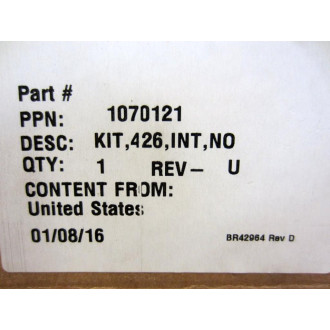 Part #
PPN: 1070121
DESC: KIT,426,INT,NO
QTY: 1 REV- U
CONTENT FROM:
United States
01/08/16 BR42964 Rev D